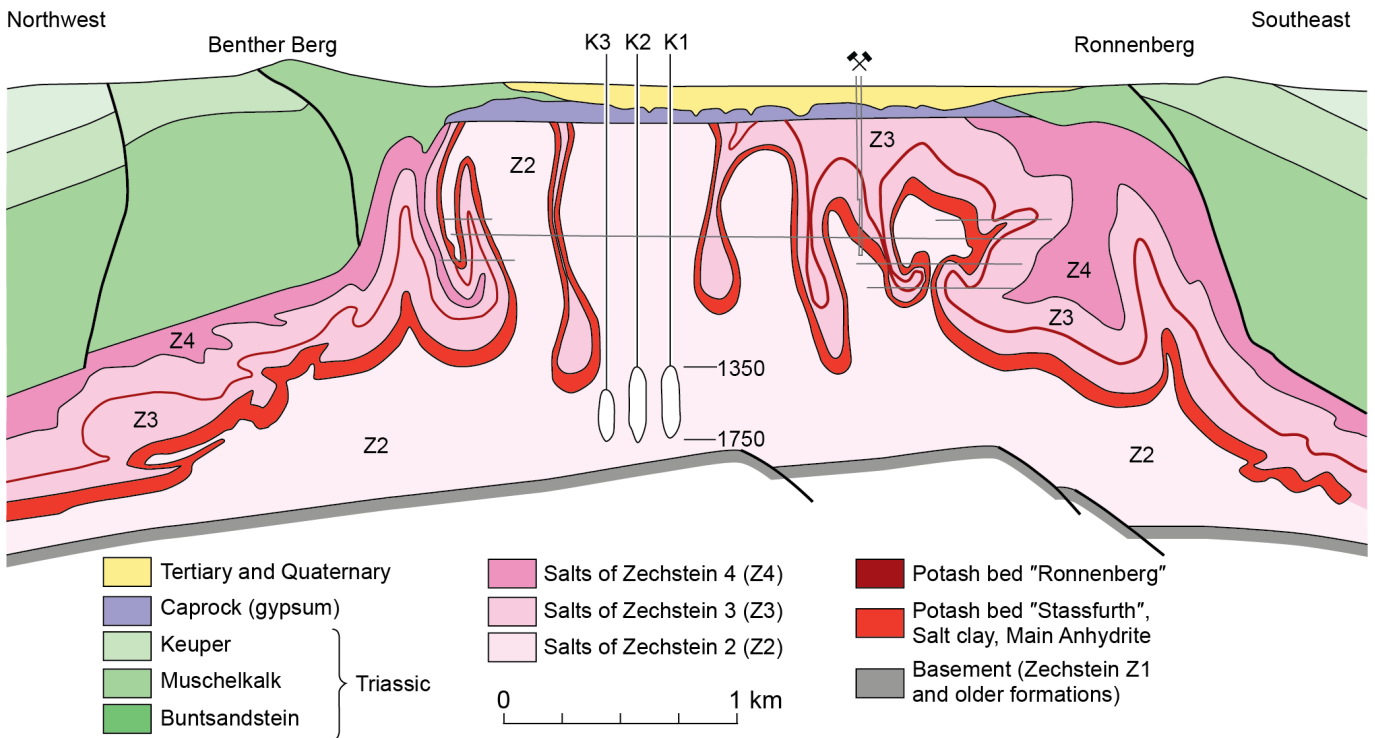 Northwest
Southeast
Benther Berg
K3
K2
K1
Ronnenberg
Z2
Z3
Z4
Z4
Z3
1350
Z3
Z2
1750
Z2
Tertiary and Quaternary
Caprock (gypsum)
Keuper
Muschelkalk
Buntsandstein
Triassic
Salts of Zechstein 4 (Z4)
Salts of Zechstein 3 (Z3)
Salts of Zechstein 2 (Z2)
0
1 km
Potash bed "Ronnenberg"
Potash bed "Stassfurth",
Salt clay, Main Anhydrite
Basement (Zechstein Z1
and older formations)